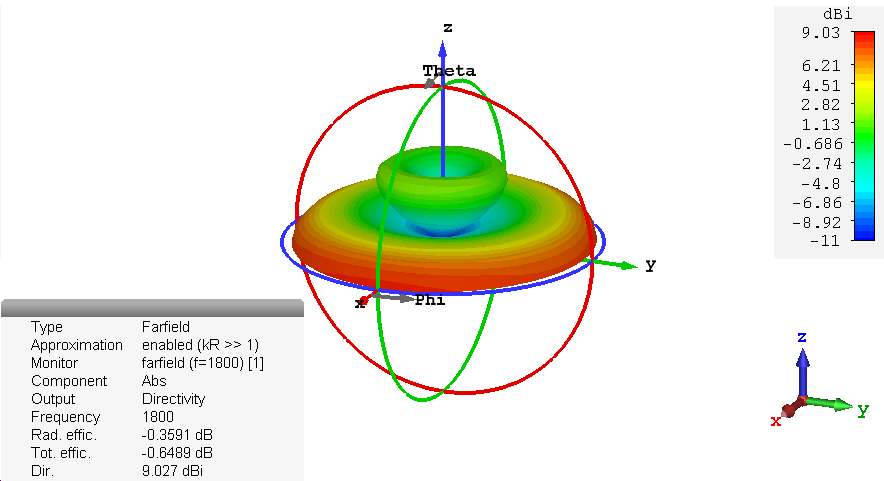 dBi
9.03
6.21
4.51
2.82
1.13
-0.686
-2.74
-4.8
-6.86
-8.92
-11
z
Theta
Y
x
Phi
Type Farfield
Approximation enabled (kR >> 1)
Monitor farfield (f=1800) [1]
Component Abs
Output Directivity
Frequency 1800
Rad. effic. -0.3591 dB
Tot. effic. -0.6489 dB
Dir. 9.027 dBi
z
y
x